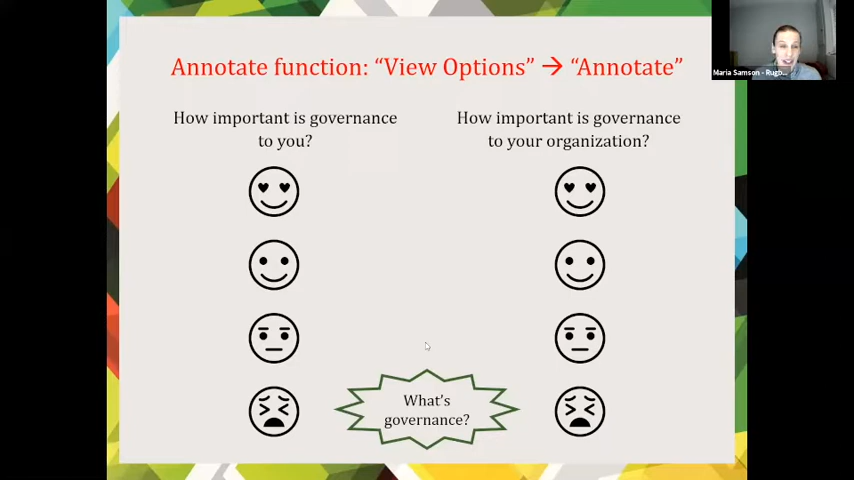 Annotate function: “View Options” → “Annotate”
How important is governance
to you?
How important is governance
to your organization?
What’s
governance?
Maria Samson - Rugb...